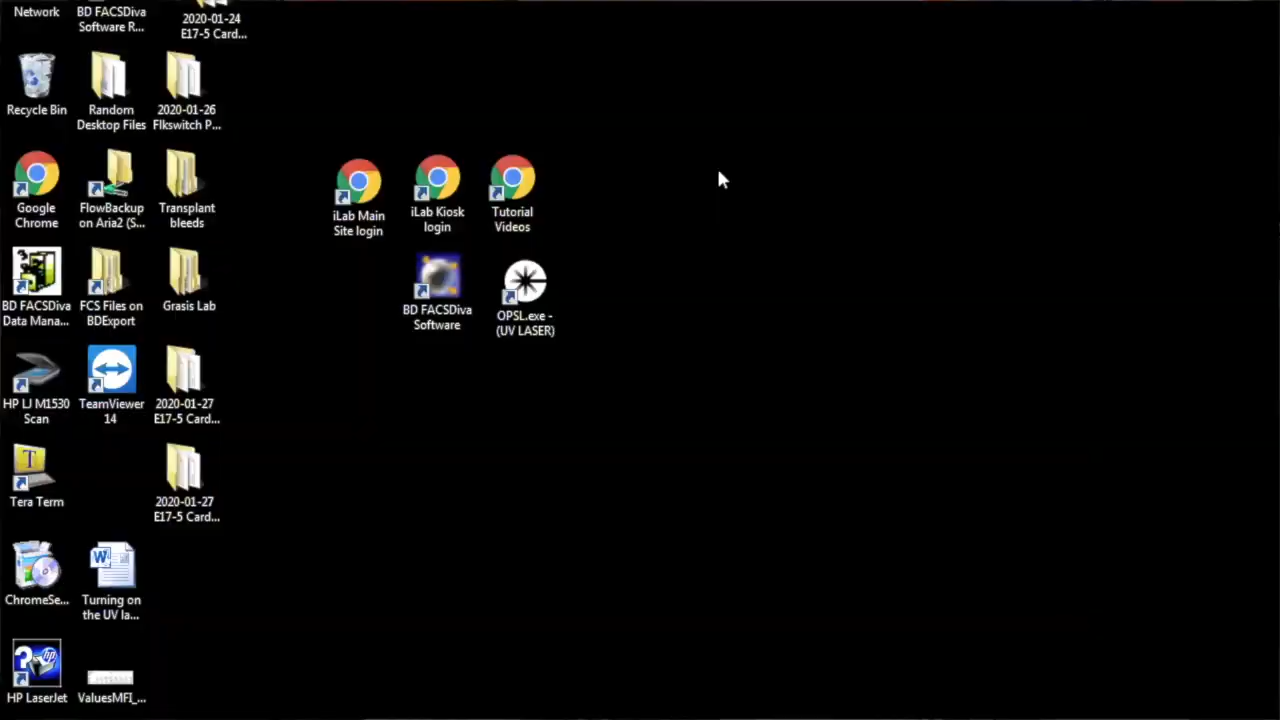 Network
BD FACSDiva
Software R...
2020-01-24
E17-5 Card...
Recycle Bin
Random
Desktop Files
2020-01-26
Flkswitch P...
Google
Chrome
FlowBackup
on Aria2 (S...
Transplant
bleeds
iLab Main
Site login
iLab Kiosk
login
Tutorial
Videos
BD FACSDiva
Data Mana...
FCS Files on
BDExport
Grasis Lab
BD FACSDiva
Software
OPSL.exe -
(UV LASER)
HP LJ M1530
Scan
TeamViewer
14
2020-01-27
E17-5 Card...
Tera Term
2020-01-27
E17-5 Card...
ChromeSe...
Turning on
the UV la...
HP LaserJet
ValuesMFI_...